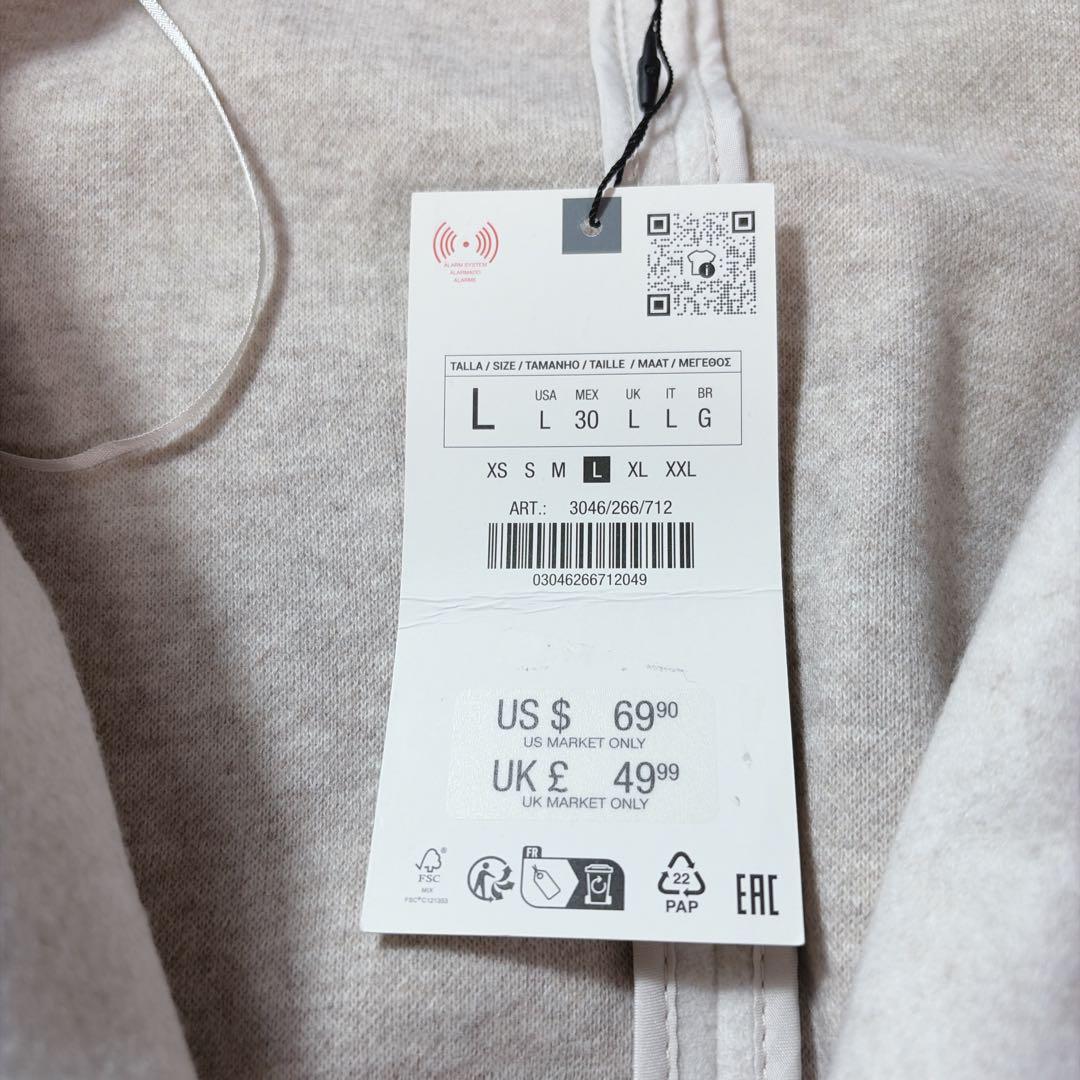 ALARM SYSTEM
ALARMADO
ALARME
TALLA / SIZE / TAMANHO / TAILLE / MAAT / ΜΕΓΕΘΟΣ
L
USA MEX UK IT BR
L 30 L L G
XS S M L XL XXL
ART.: 3046/266/712
03046266712049
US $ 69.90
US MARKET ONLY
UK £ 49.99
UK MARKET ONLY
FSC®
MIX
FSC® C121353
FR
22
PAP
EAC